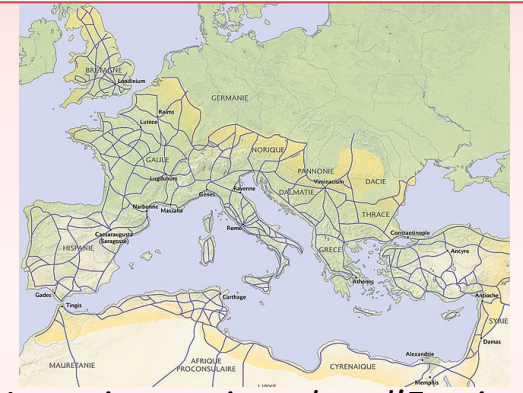 BRETAGNE
Londinium
GERMANIE
Reims
Lutèce
NORIQUE
GAULE
PANNONIE
Lugdunum
Viminacium
DACIE
Ravenne
DALMATIE
Gênes
Narbonne
Massalia
THRACE
Rome
Constantinople
Caesaraugusta
(Saragosse)
HISPANIE
GRECE
Ancyre
Athènes
Gades
Tingis
Carthage
Antioche
SYRIE
Damas
Alexandrie
MAURETANIE
AFRIQUE
PROCONSULAIRE
CYRENAIQUE
Memphis